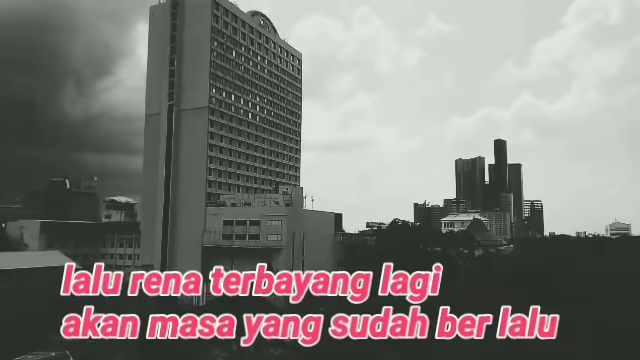 lalu rena terbayang lagi
akan masa yang sudah ber lalu